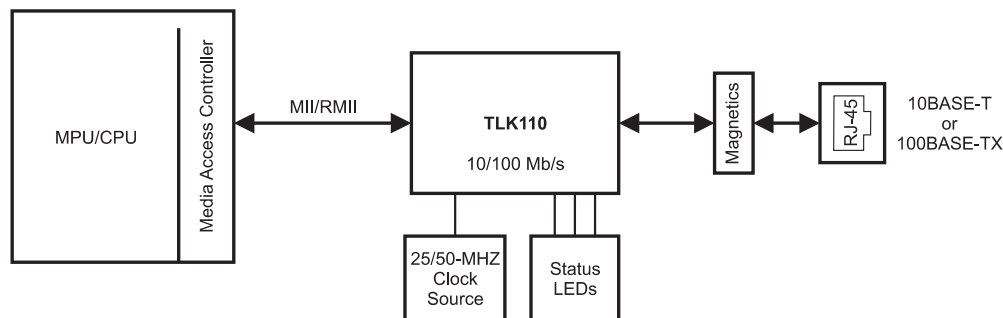 MPU/CPU
Media Access Controller
MII/RMII
TLK110
10/100 Mb/s
Magnetics
RJ-45
10BASE-T
or
100BASE-TX
25/50-MHZ
Clock
Source
Status
LEDs